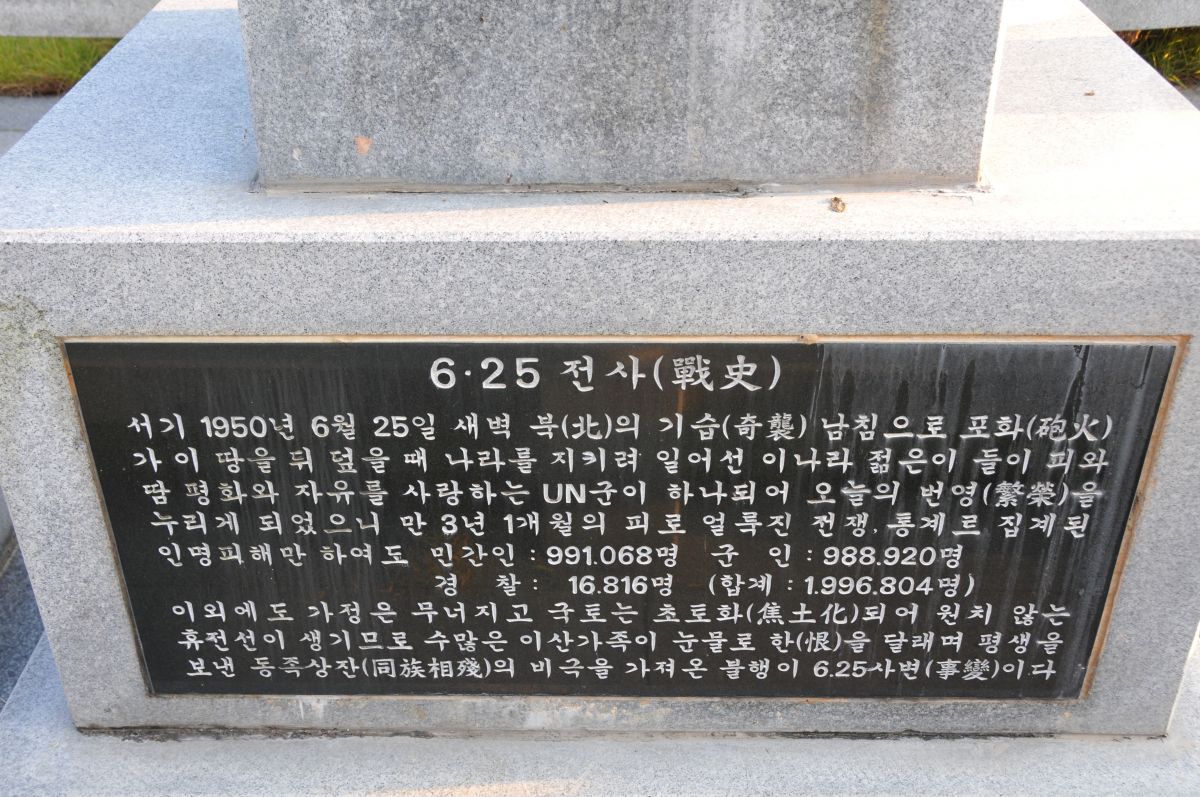 6·25 전사(戰史)
서기 1950년 6월 25일 새벽 북(北)의 기습(奇襲) 남침으로 포화(砲火)
가 이 땅을 뒤 덮을 때 나라를 지키려 일어선 이나라 젊은이 들이 피와
땀 평화와 자유를 사랑하는 UN군이 하나되어 오늘의 번영(繁榮)을
누리게 되었으니 만 3년 1개월의 피로 얼룩진 전쟁, 통계르 집계된
인명피해만 하여도 민간인 : 991.068명 군 인 : 988.920명
경 찰 : 16.816명 (합계 : 1.996.804명)
이외에도 가정은 무너지고 국토는 초토화(焦土化)되어 원치 않는
휴전선이 생기므로 수많은 이산가족이 눈물로 한(恨)을 달래며 평생을
보낸 동족상잔(同族相殘)의 비극을 가져온 불행이 6.25사변(事變)이다